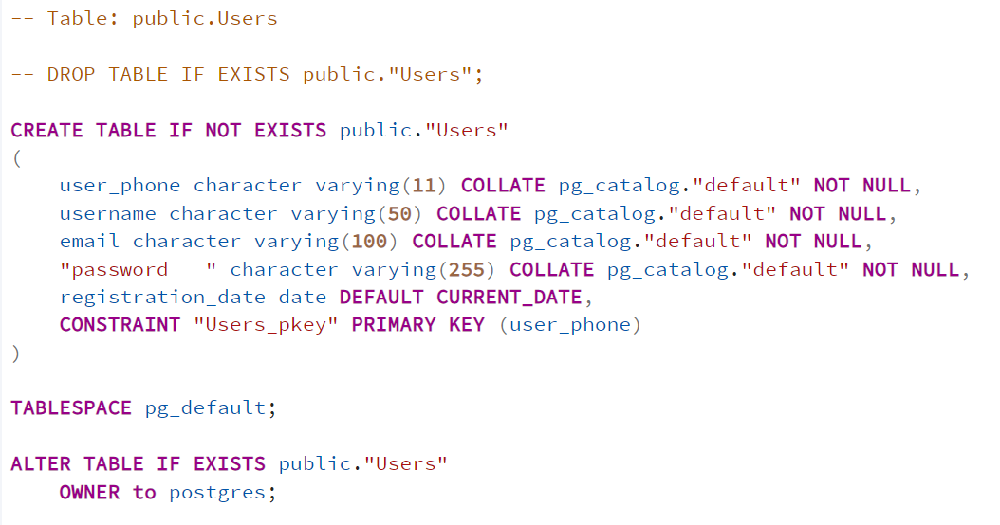 -- Table: public.Users
-- DROP TABLE IF EXISTS public."Users";
CREATE TABLE IF NOT EXISTS public."Users"
(
    user_phone character varying(11) COLLATE pg_catalog."default" NOT NULL,
    username character varying(50) COLLATE pg_catalog."default" NOT NULL,
    email character varying(100) COLLATE pg_catalog."default" NOT NULL,
    "password   " character varying(255) COLLATE pg_catalog."default" NOT NULL,
    registration_date date DEFAULT CURRENT_DATE,
    CONSTRAINT "Users_pkey" PRIMARY KEY (user_phone)
)
TABLESPACE pg_default;
ALTER TABLE IF EXISTS public."Users"
    OWNER to postgres;